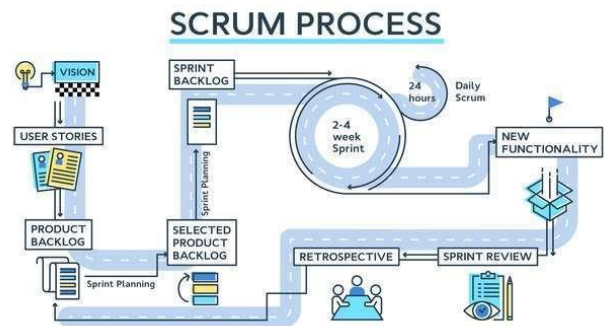 SCRUM PROCESS
VISION
USER STORIES
PRODUCT
BACKLOG
Sprint Planning
SELECTED
PRODUCT
BACKLOG
Sprint Planning
SPRINT
BACKLOG
2-4
week
Sprint
24
hours
Daily
Scrum
NEW
FUNCTIONALITY
SPRINT REVIEW
RETROSPECTIVE